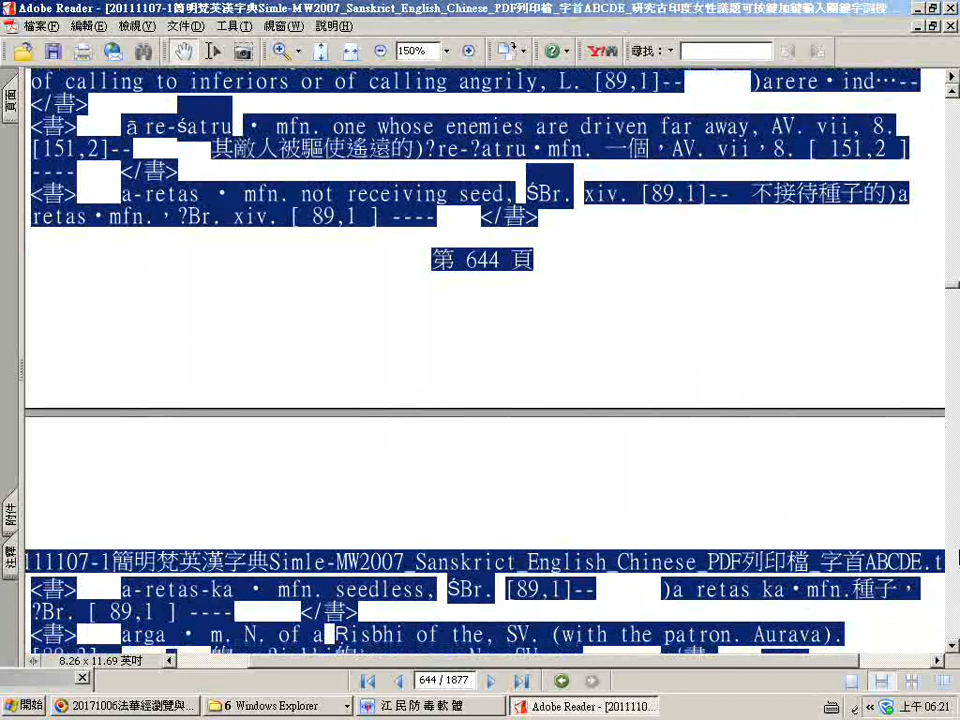 Adobe Reader - [20111107-1簡明梵英漢字典Simle-MW2007_Sanskrict_English_Chinese_PDF列印檔_字首ABCDE_研究古印度女性議題可按鍵加鍵輸入關鍵字詞搜
檔案(F) 編輯(E) 檢視(V) 文件(D) 工具(T) 視窗(W) 說明(H)
150% 尋找:
頁面
of calling to inferiors or of calling angrily, L. [89,1]-- )arere‧ind…--
</書>
<書> ā re-śatru ‧ mfn. one whose enemies are driven far away, AV. vii, 8.
[151,2]-- 其敵人被驅使遙遠的)?re-?atru‧mfn. 一個，AV. vii，8. [ 151,2 ]
---- </書>
<書> a-retas ‧ mfn. not receiving seed, ŚBr. xiv. [89,1]-- 不接待種子的)a
retas‧mfn.，?Br. xiv. [ 89,1 ] ---- </書>
第 644 頁
附件
注釋
111107-1簡明梵英漢字典Simle-MW2007_Sanskrict_English_Chinese_PDF列印檔_字首ABCDE.t
<書> a-retas-ka ‧ mfn. seedless, ŚBr. [89,1]-- )a retas ka‧mfn.種子，
?Br. [ 89,1 ] ---- </書>
<書> arga ‧ m. N. of a Risbhi of the, SV. (with the patron. Aurava).
8.26 x 11.69 英吋
644 / 1877
開始 20171006法華經瀏覽與... 6 Windows Explorer 江民防毒軟體 Adobe Reader - [2011110... 上午 06:21